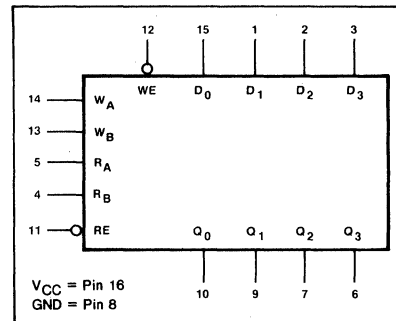 12 15 1 2 3
WE D0 D1 D2 D3
14 WA
13 WB
5 RA
4 RB
11 RE Q0 Q1 Q2 Q3
VCC = Pin 16
GND = Pin 8
10 9 7 6